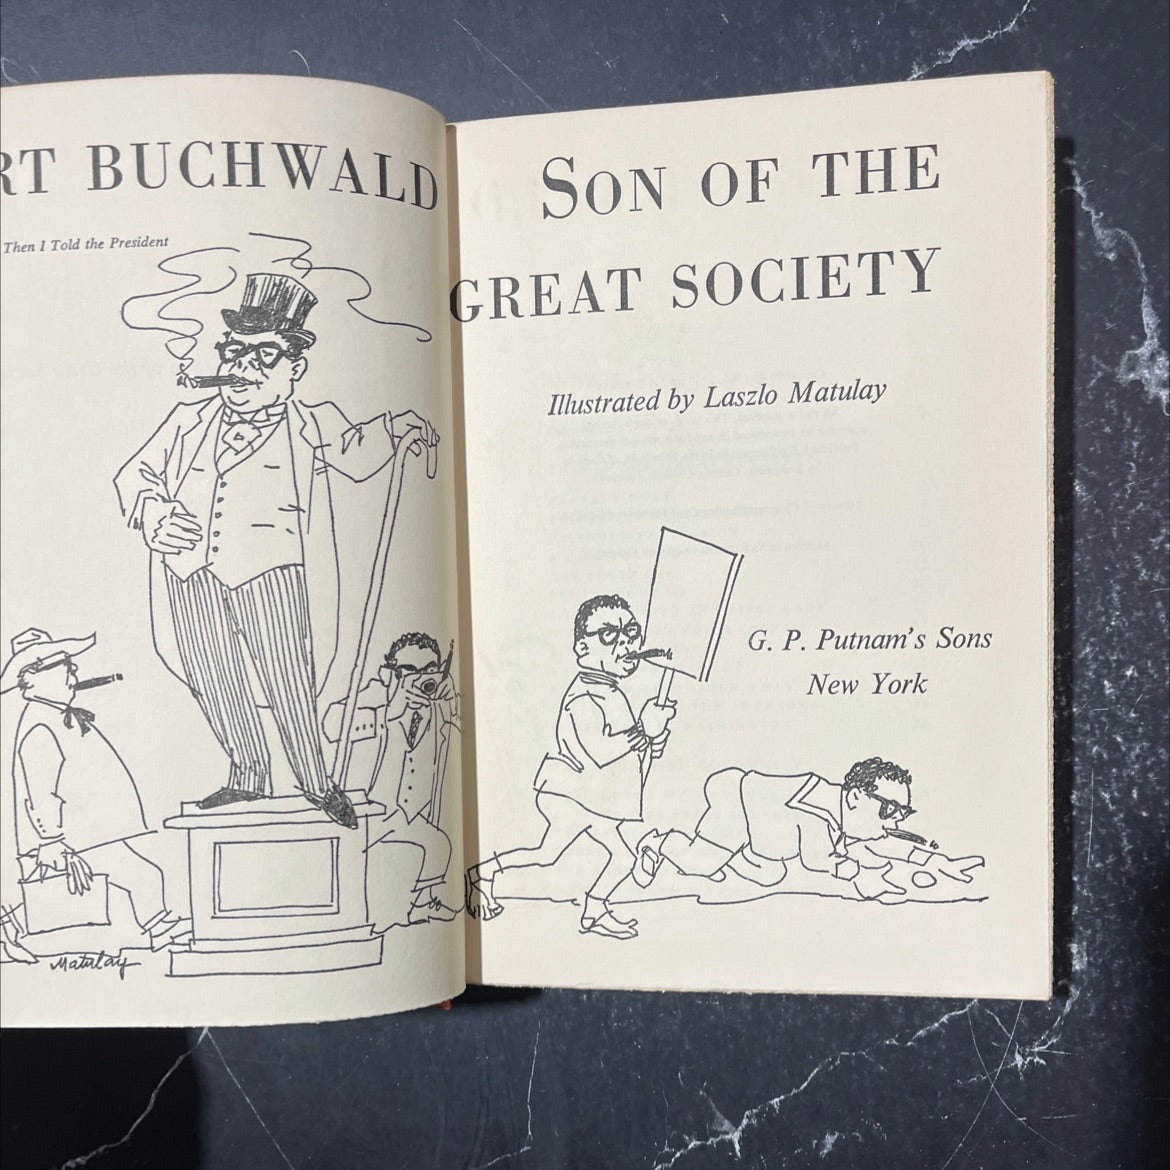 RT BUCHWALD
Then I Told the President
Matulay
SON OF THE
GREAT SOCIETY
Illustrated by Laszlo Matulay
G. P. Putnam's Sons
New York